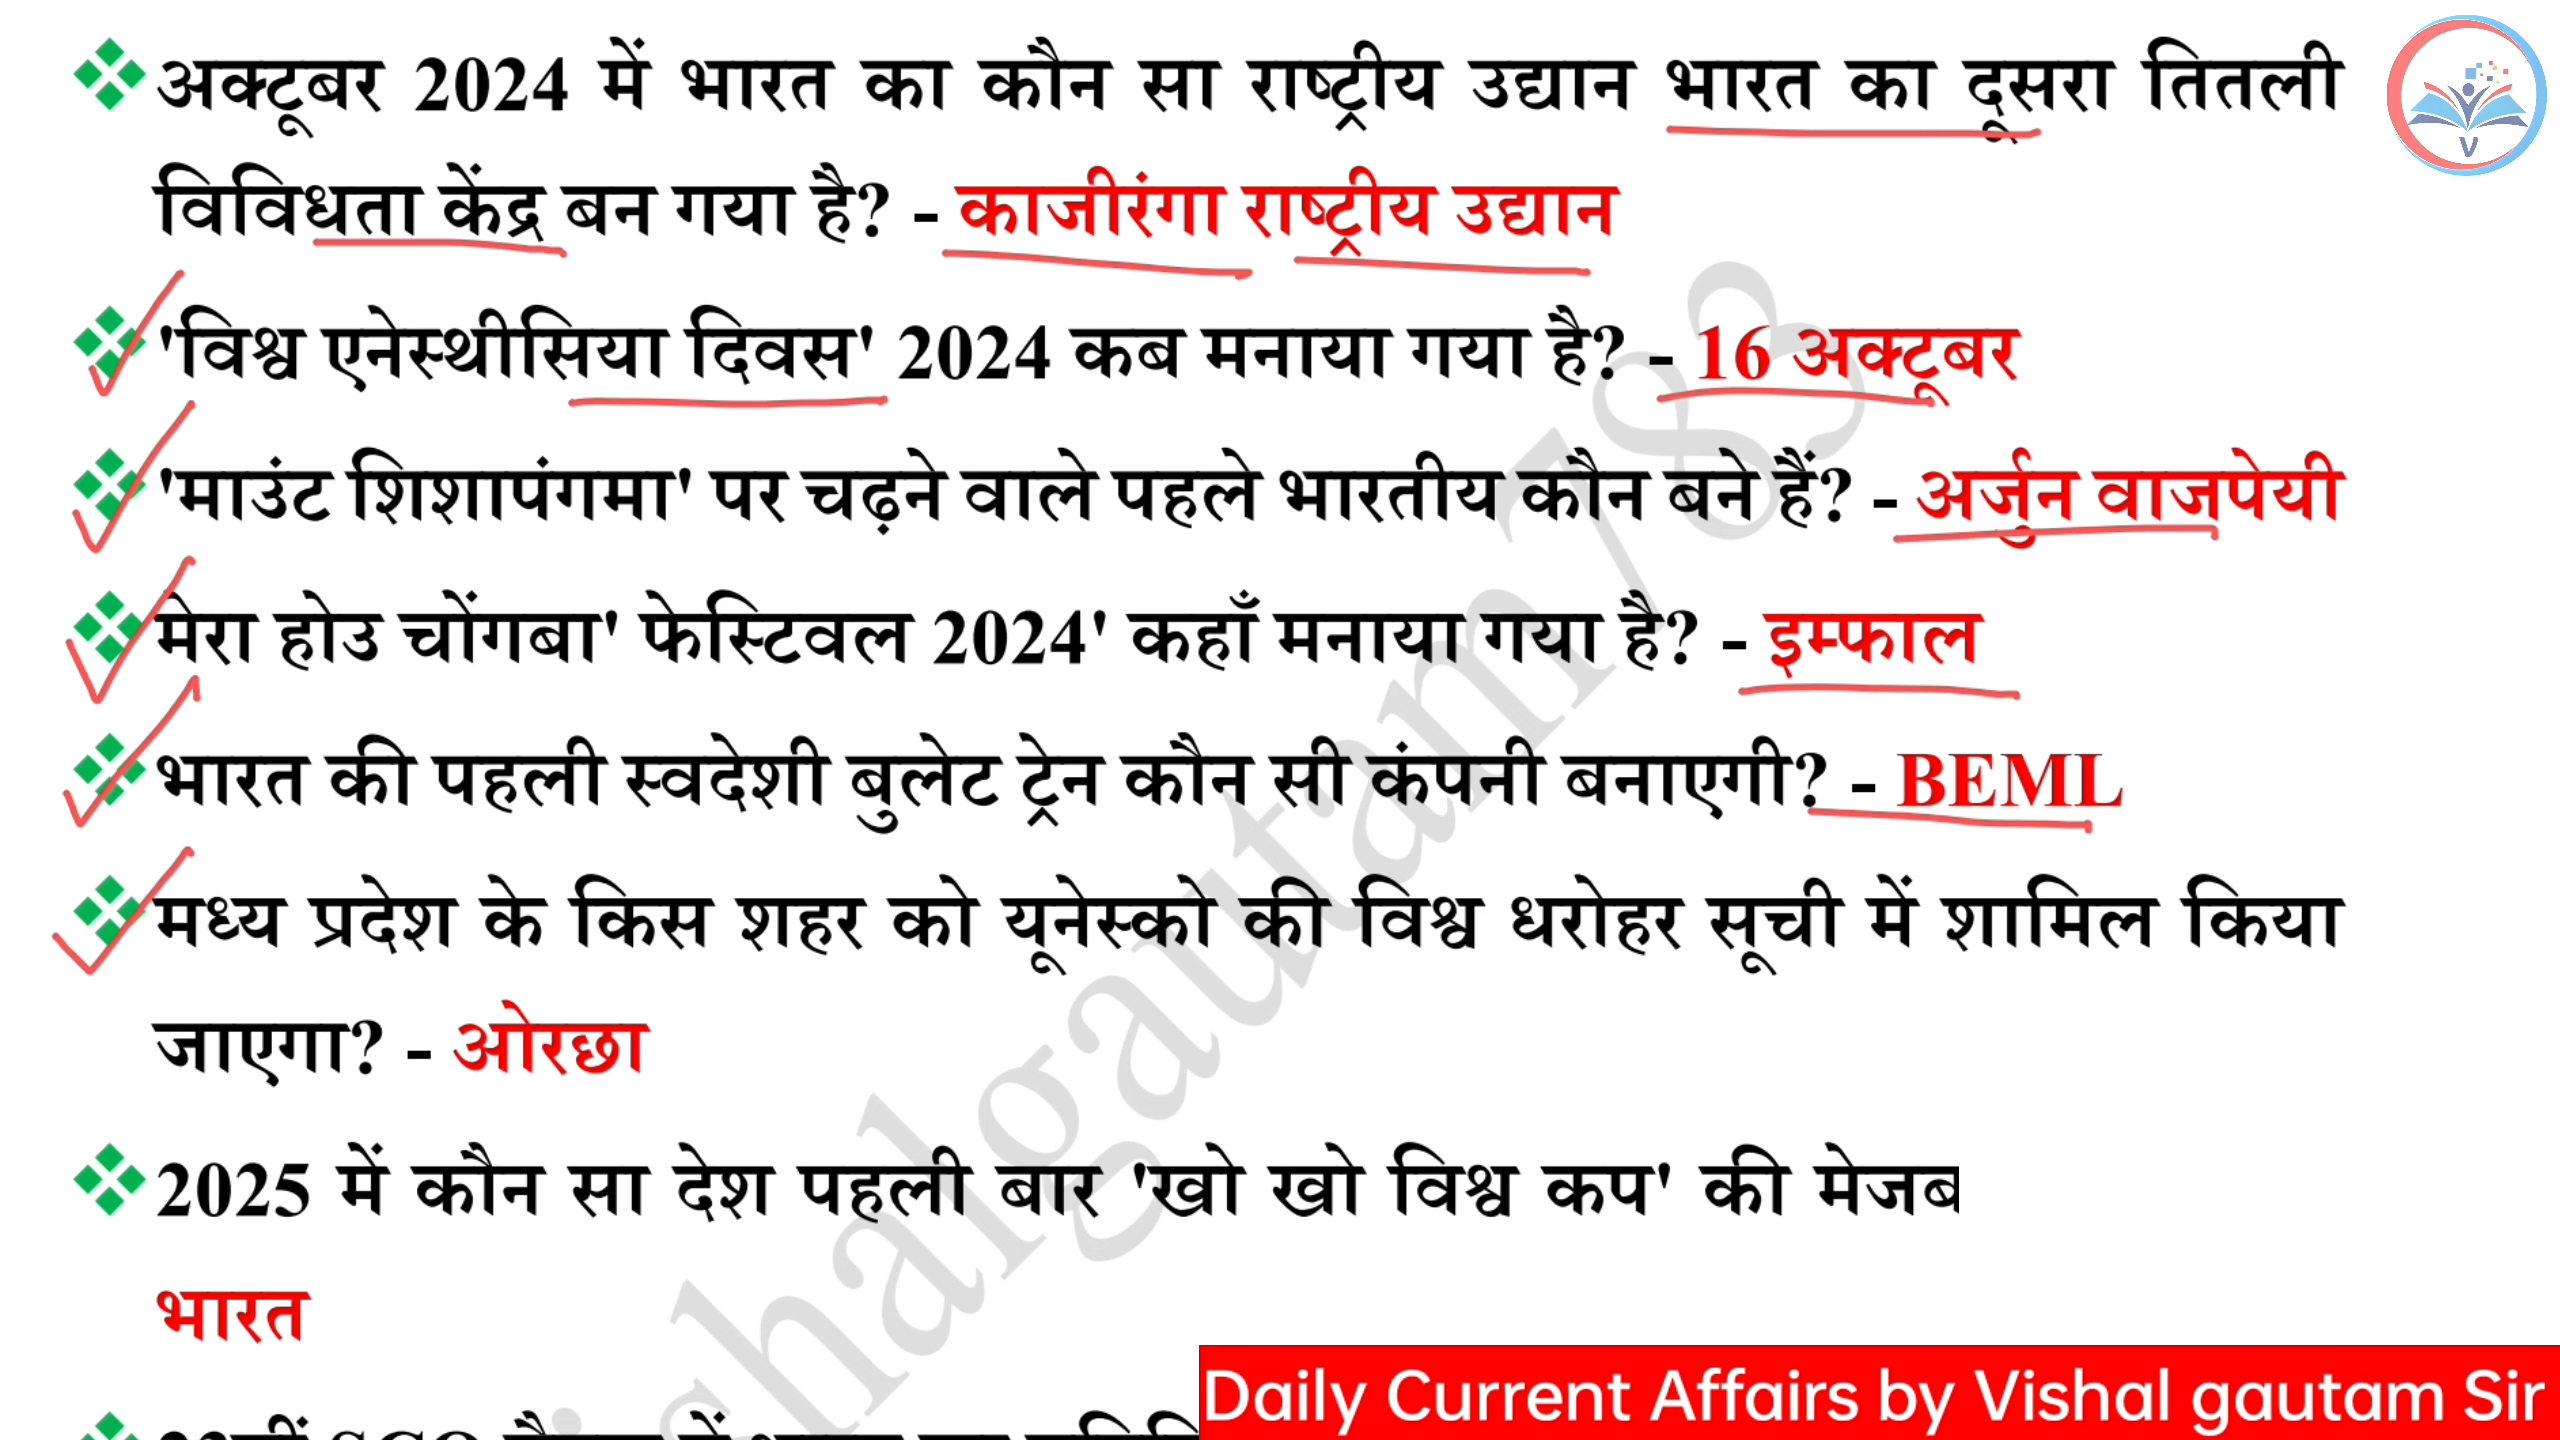 अक्टूबर 2024 में भारत का कौन सा राष्ट्रीय उद्यान भारत का दूसरा तितली
विविधता केंद्र बन गया है? - काजीरंगा राष्ट्रीय उद्यान
'विश्व एनेस्थीसिया दिवस' 2024 कब मनाया गया है? - 16 अक्टूबर
'माउंट शिशापंगमा' पर चढ़ने वाले पहले भारतीय कौन बने हैं? - अर्जुन वाजपेयी
मेरा होउ चोंगबा' फेस्टिवल 2024' कहाँ मनाया गया है? - इम्फाल
भारत की पहली स्वदेशी बुलेट ट्रेन कौन सी कंपनी बनाएगी? - BEML
मध्य प्रदेश के किस शहर को यूनेस्को की विश्व धरोहर सूची में शामिल किया
जाएगा? - ओरछा
2025 में कौन सा देश पहली बार 'खो खो विश्व कप' की मेजब
भारत
Daily Current Affairs by Vishal gautam Sir
shalgautam783
V